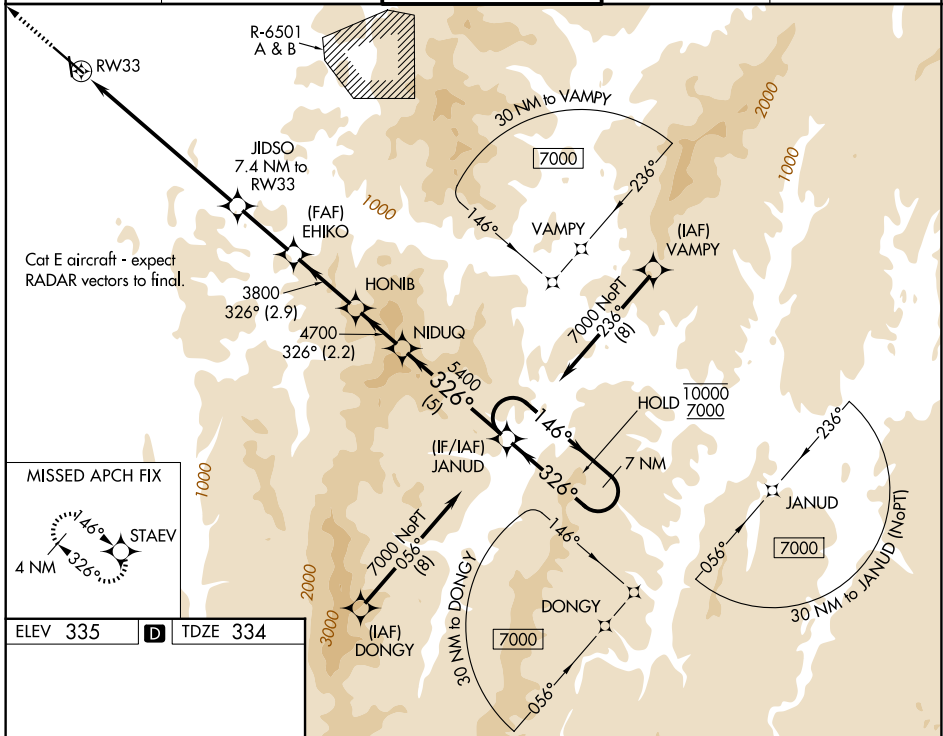 R-6501
A & B
RW33
30 NM to VAMPY
2000
JIDSO
7.4 NM to
RW33
7000
1000
236°
1000
(FAF)
EHIKO
146°
VAMPY
(IAF)
VAMPY
Cat E aircraft - expect
RADAR vectors to final.
HONIB
3800
326° (2.9)
7000 NoPT
236°
(8)
4700
326° (2.2)
NIDUQ
5400
326°
(5)
HOLD
10000
7000
146°
236°
(IF/IAF)
JANUD
7 NM
326°
MISSED APCH FIX
1000
JANUD
146°
STAEV
4 NM
326°
7000 NoPT
056°
(8)
146°
056°
7000
30 NM to JANUD (NoPT)
2000
3000
30 NM to DONGY
DONGY
(IAF)
DONGY
7000
056°
ELEV 335
D
TDZE 334